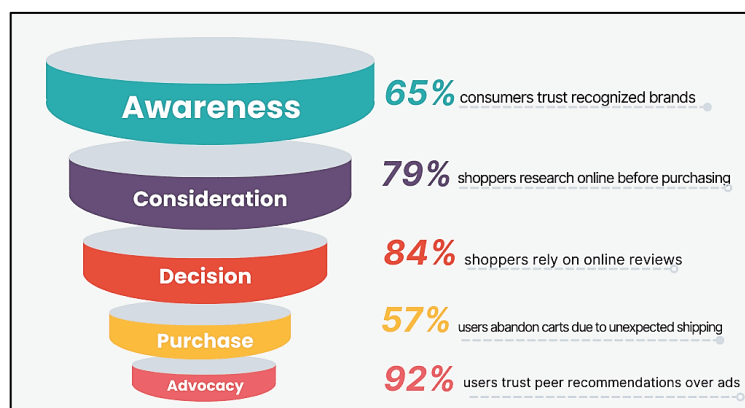 Awareness
65% consumers trust recognized brands
Consideration
79% shoppers research online before purchasing
Decision
84% shoppers rely on online reviews
Purchase
57% users abandon carts due to unexpected shipping
Advocacy
92% users trust peer recommendations over ads